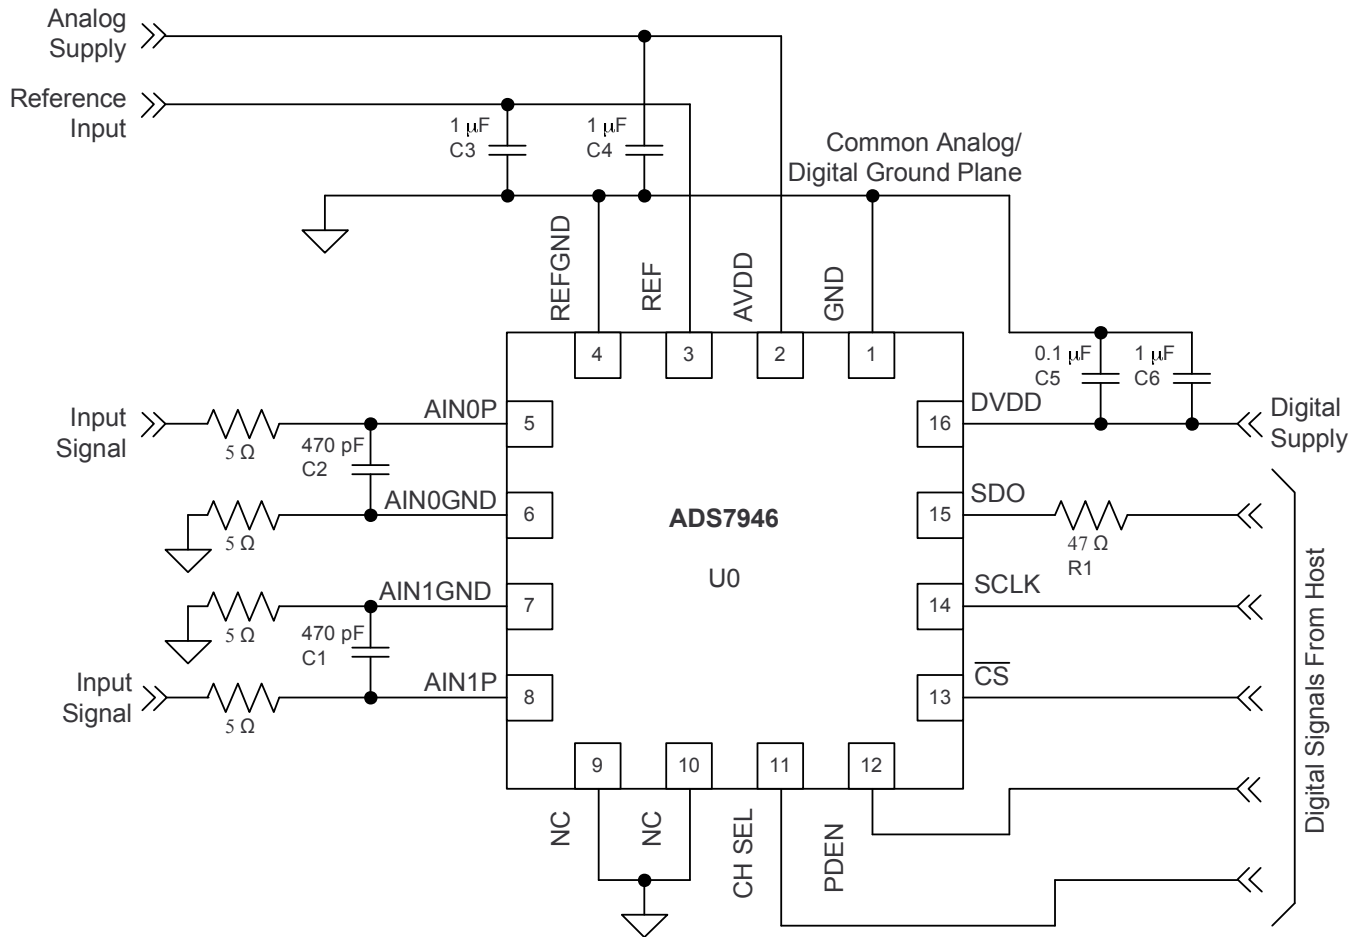 Analog
Supply
Reference
Input
1 μF
C3
1 μF
C4
Common Analog/
Digital Ground Plane
REFGND
REF
AVDD
GND
4
3
2
1
0.1 μF
C5
1 μF
C6
Input
Signal
5 Ω
470 pF
C2
AIN0P
5
AIN0GND
6
5 Ω
AIN1GND
7
5 Ω
470 pF
C1
Input
Signal
5 Ω
AIN1P
8
ADS7946
U0
DVDD
16
Digital
Supply
SDO
15
47 Ω
R1
SCLK
14
CS
13
9
10
11
12
NC
NC
CH SEL
PDEN
Digital Signals From Host